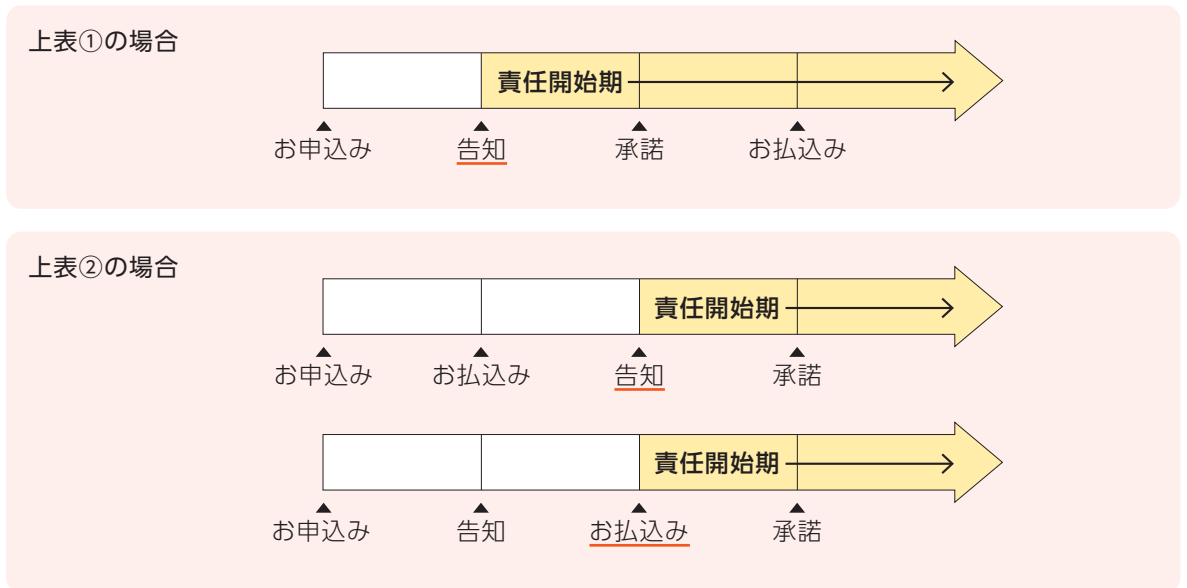 上表①の場合
責任開始期
お申込み 告知 承諾 お払込み
上表②の場合
責任開始期
お申込み お払込み 告知 承諾
責任開始期
お申込み 告知 お払込み 承諾